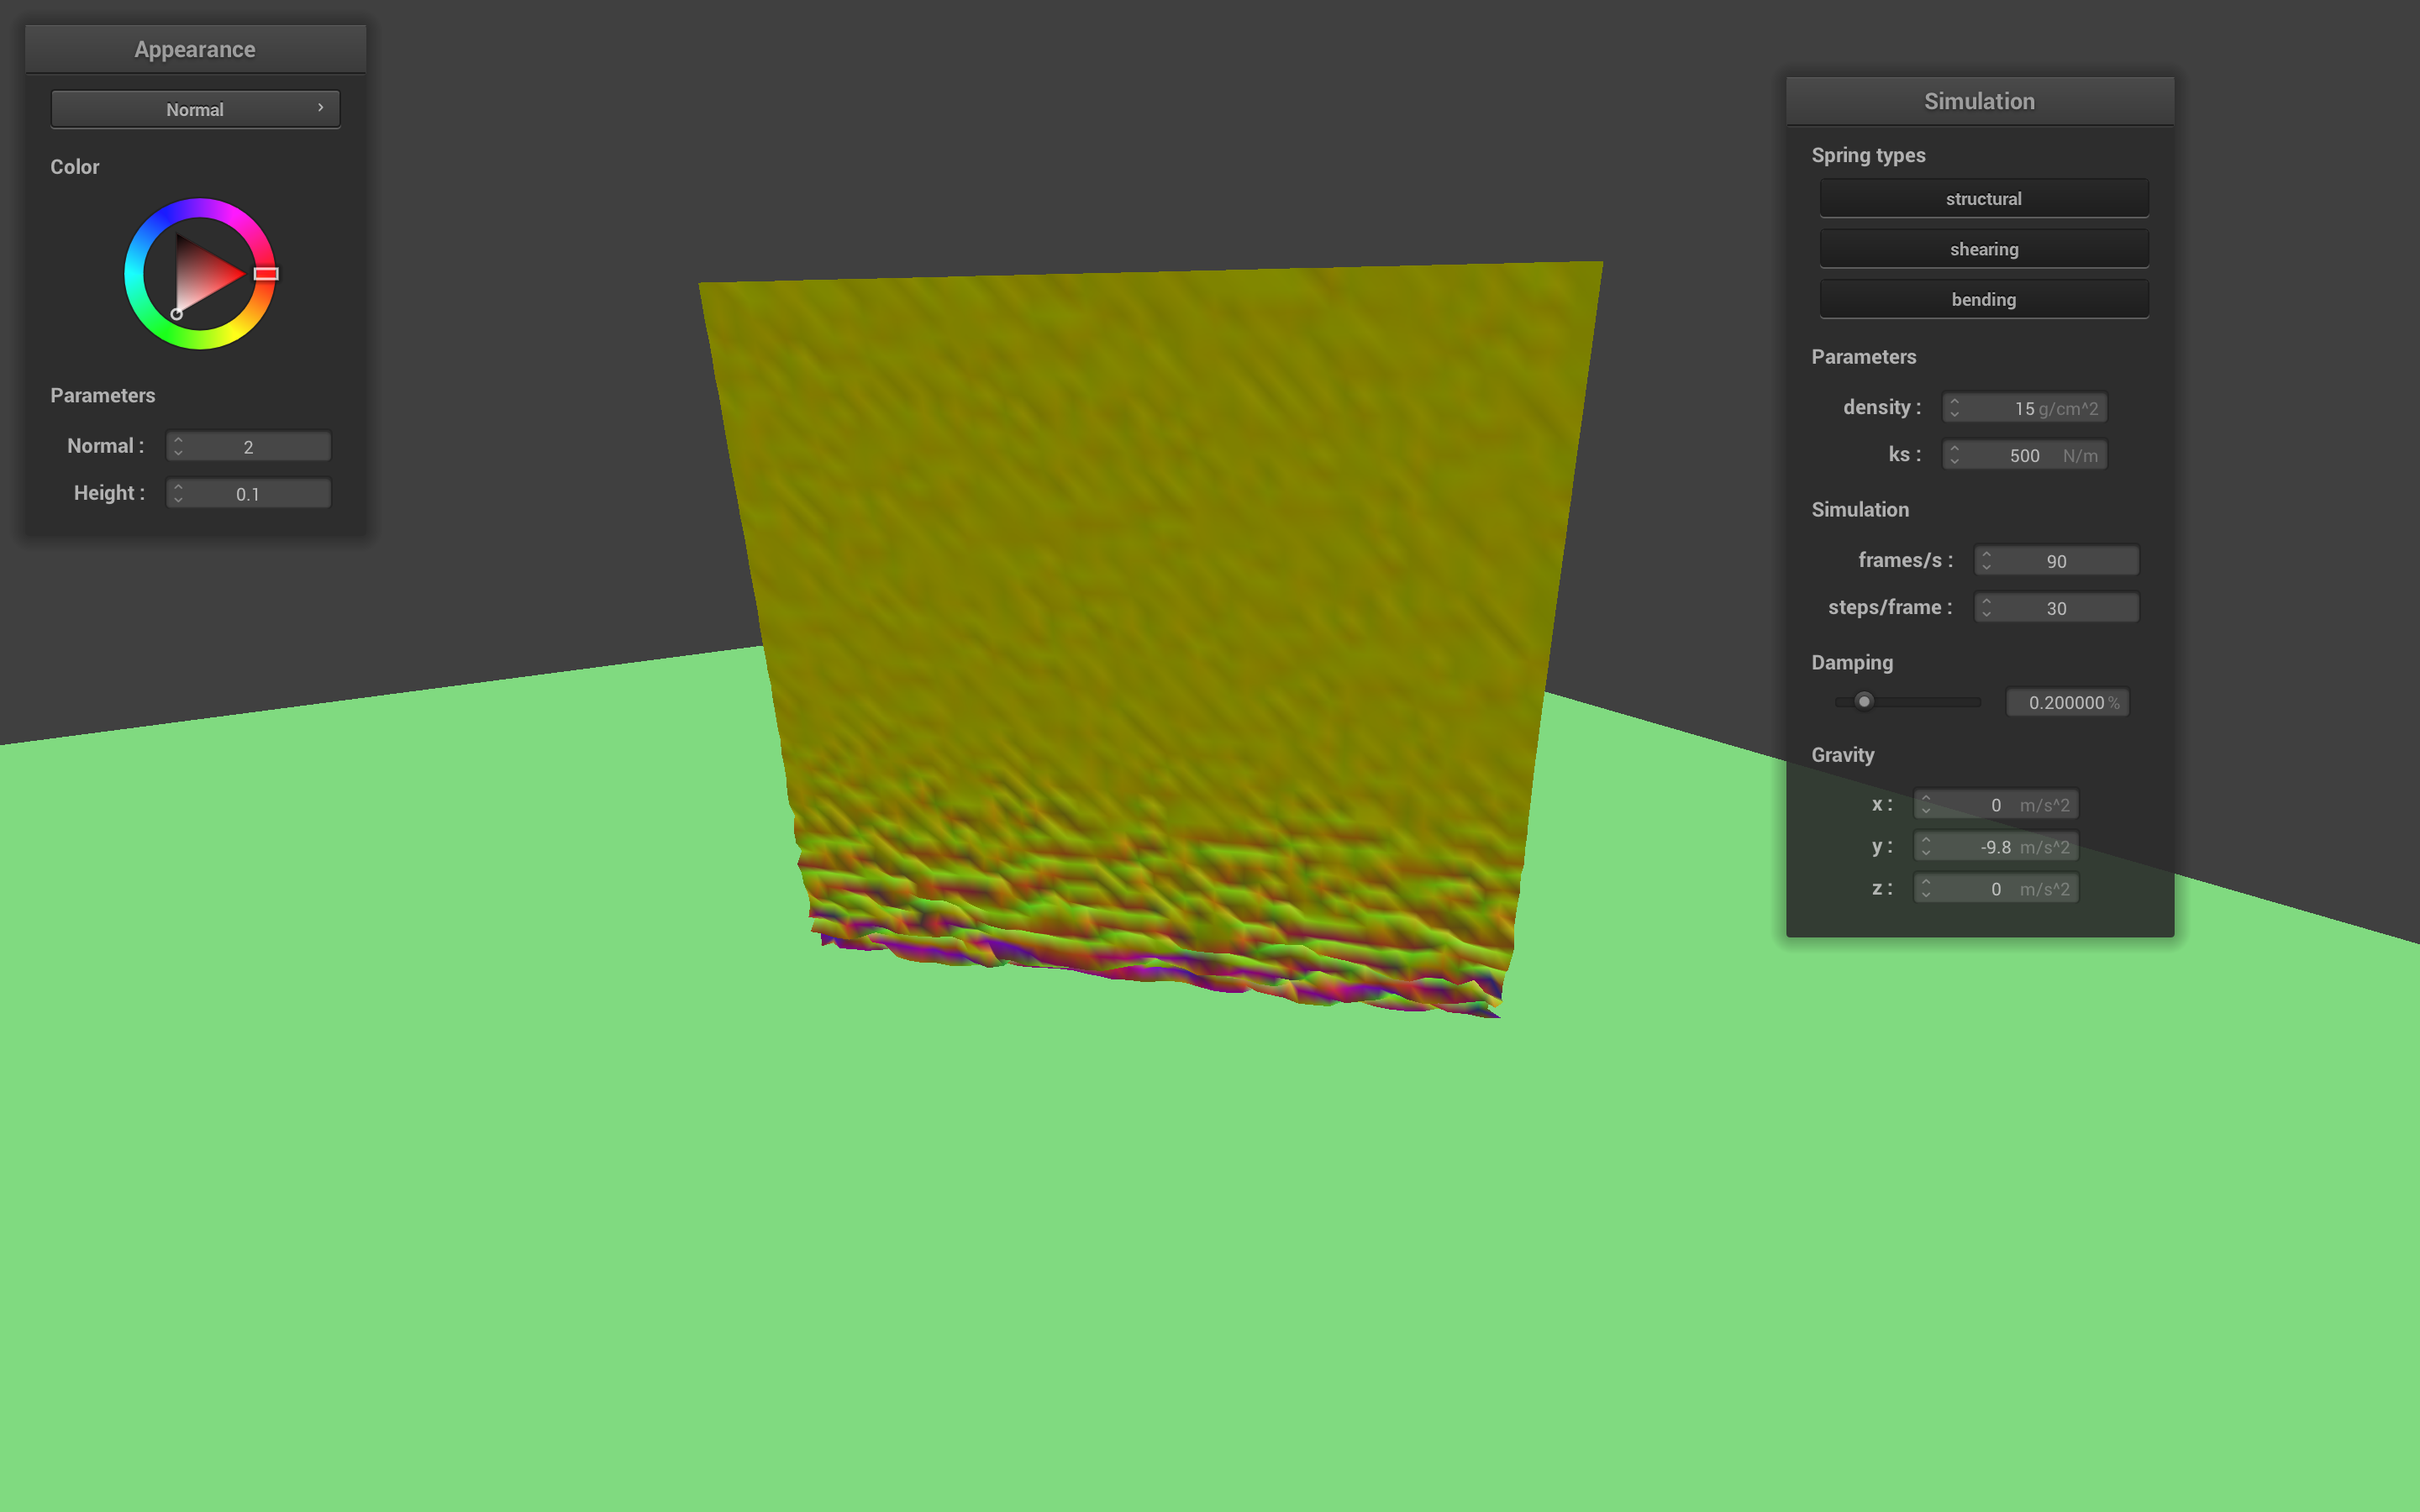 Appearance
Normal
Color
Parameters
Normal : 2
Height : 0.1
Simulation
Spring types
structural
shearing
bending
Parameters
density : 15 g/cm^2
ks : 500 N/m
Simulation
frames/s : 90
steps/frame : 30
Damping
0.200000 %
Gravity
x : 0 m/s^2
y : -9.8 m/s^2
z : 0 m/s^2